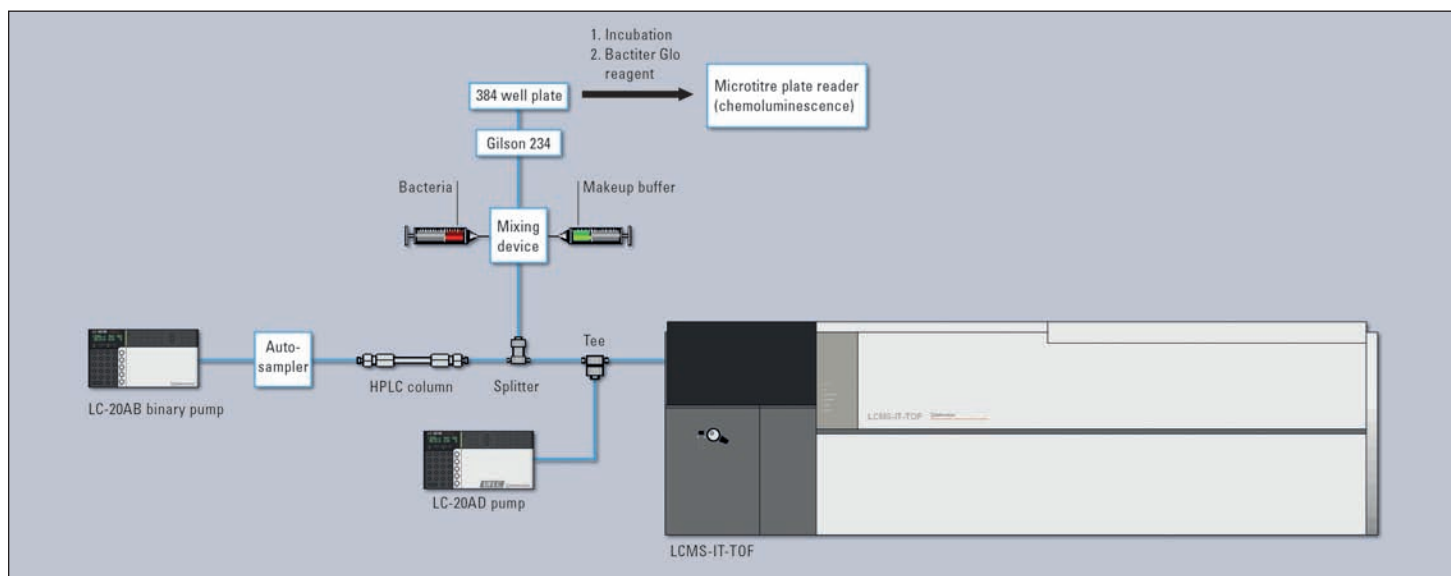 1. Incubation
2. Bactiter Glo
reagent
384 well plate
Microtitre plate reader
(chemoluminescence)
Gilson 234
Bacteria
Makeup buffer
Mixing
device
Auto-
sampler
Tee
HPLC column
Splitter
LC-20AB binary pump
LC-20AD pump
LCMS-IT-TOF
LCMS-IT-TOF